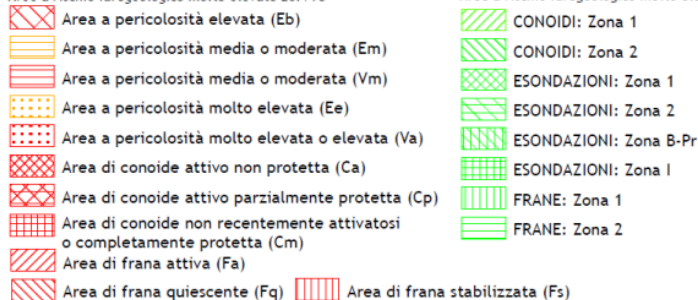 Area a pericolosità elevata (Eb)
Area a pericolosità media o moderata (Em)
Area a pericolosità media o moderata (Vm)
Area a pericolosità molto elevata (Ee)
Area a pericolosità molto elevata o elevata (Va)
Area di conoide attivo non protetta (Ca)
Area di conoide attivo parzialmente protetta (Cp)
Area di conoide non recentemente attivatosi
o completamente protetta (Cm)
Area di frana attiva (Fa)
Area di frana quiescente (Fq)
Area di frana stabilizzata (Fs)
CONOIDI: Zona 1
CONOIDI: Zona 2
ESONDAZIONI: Zona 1
ESONDAZIONI: Zona 2
ESONDAZIONI: Zona B-Pr
ESONDAZIONI: Zona I
FRANE: Zona 1
FRANE: Zona 2